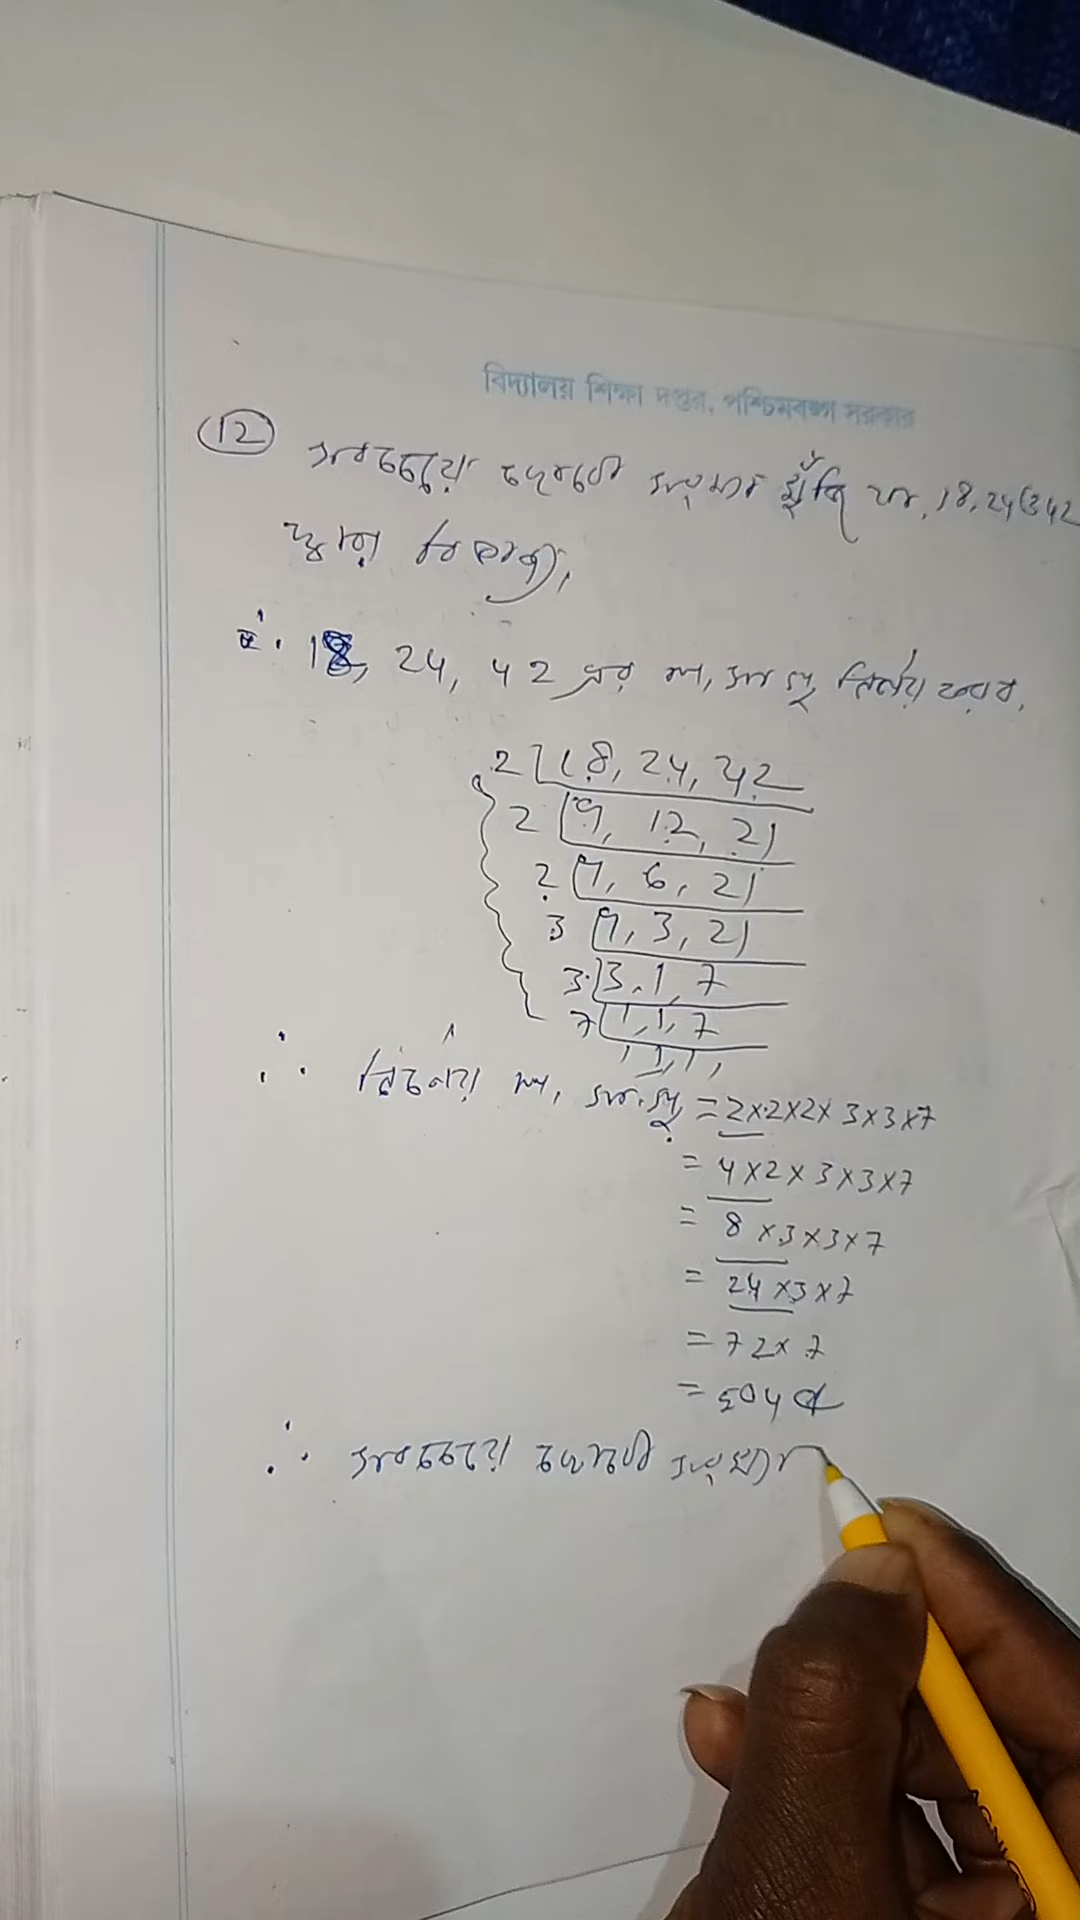 বিদ্যালয় শিক্ষা দপ্তর, পশ্চিমবঙ্গ সরকার
12 সবচেয়ে ছোটো সংখ্যা খুঁজি যা, 18, 24 ও 42
দ্বারা বিভাজ্য।
18, 24, 42 এর ল, সা গু নির্ণয় করব,
2 18, 24, 42
2 9, 12, 21
2 9, 6, 21
3 9, 3, 21
3 3, 1, 7
7 1, 1, 7
1, 1, 1,
∴ নির্ণেয় ল, সা.গু = 2×2×2×3×3×7
= 4×2×3×3×7
= 8×3×3×7
= 24×3×7
= 72×7
= 504
∴ সবচেয়ে ছোটো সংখ্যা